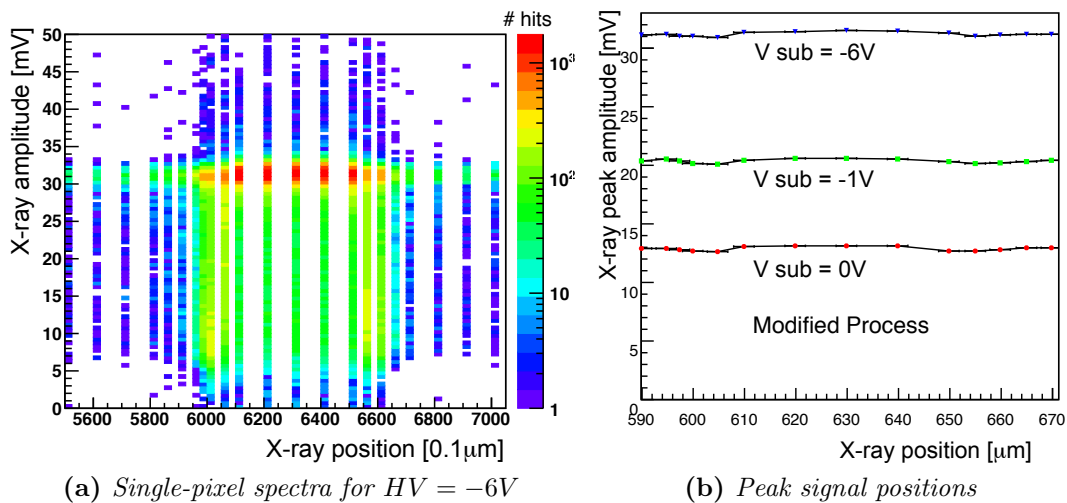 # hits
X-ray amplitude [mV]
50
45
40
35
30
25
20
15
10
5
0
5600 5800 6000 6200 6400 6600 6800 7000
X-ray position [0.1μm]
10³
10²
10
1
(a) Single-pixel spectra for HV = −6V
X-ray peak amplitude [mV]
30
25
20
15
10
5
0
V sub = -6V
V sub = -1V
V sub = 0V
Modified Process
590 600 610 620 630 640 650 660 670
X-ray position [μm]
(b) Peak signal positions